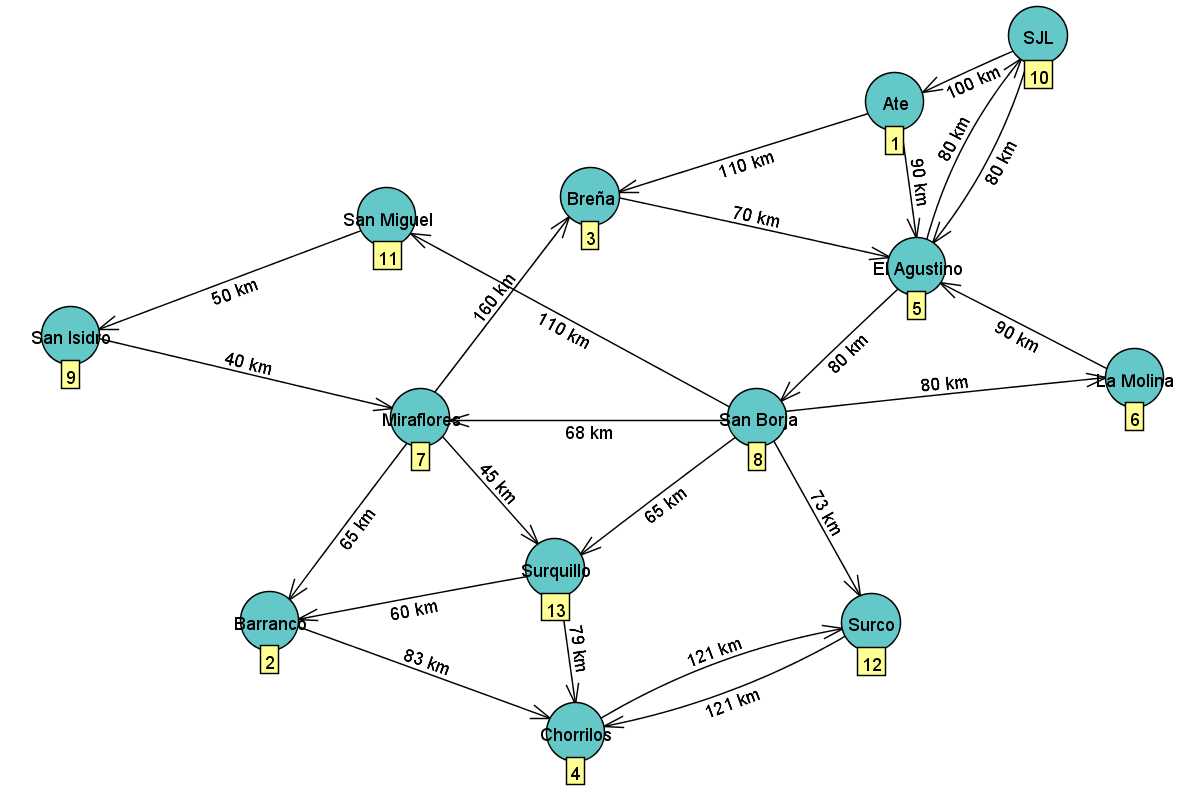 SJL
10
100 km
Ate
1
80 km
80 km
90 km
110 km
Breña
3
70 km
San Miguel
11
El Agustino
5
50 km
160 km
110 km
90 km
San Isidro
9
40 km
80 km
80 km
La Molina
6
Miraflores
7
68 km
San Borja
8
45 km
65 km
73 km
65 km
Surquillo
13
60 km
79 km
Barranco
2
83 km
Surco
12
121 km
121 km
Chorrilos
4